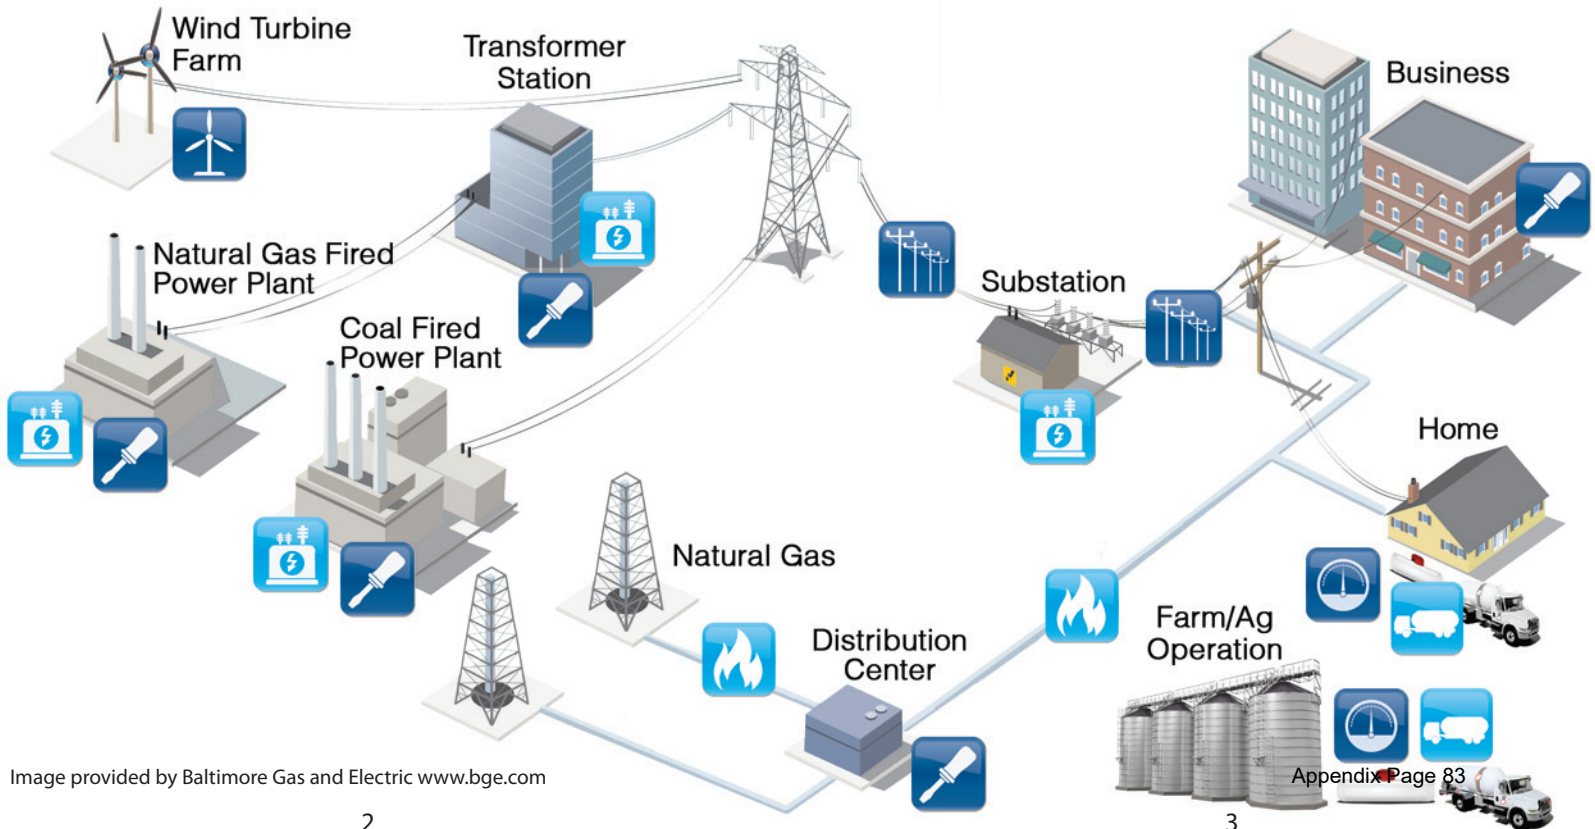 Wind Turbine
Farm
Transformer
Station
Business
Natural Gas Fired
Power Plant
Substation
Coal Fired
Power Plant
Home
Natural Gas
Distribution
Center
Farm/Ag
Operation
Image provided by Baltimore Gas and Electric www.bge.com
Appendix Page 83
2
3